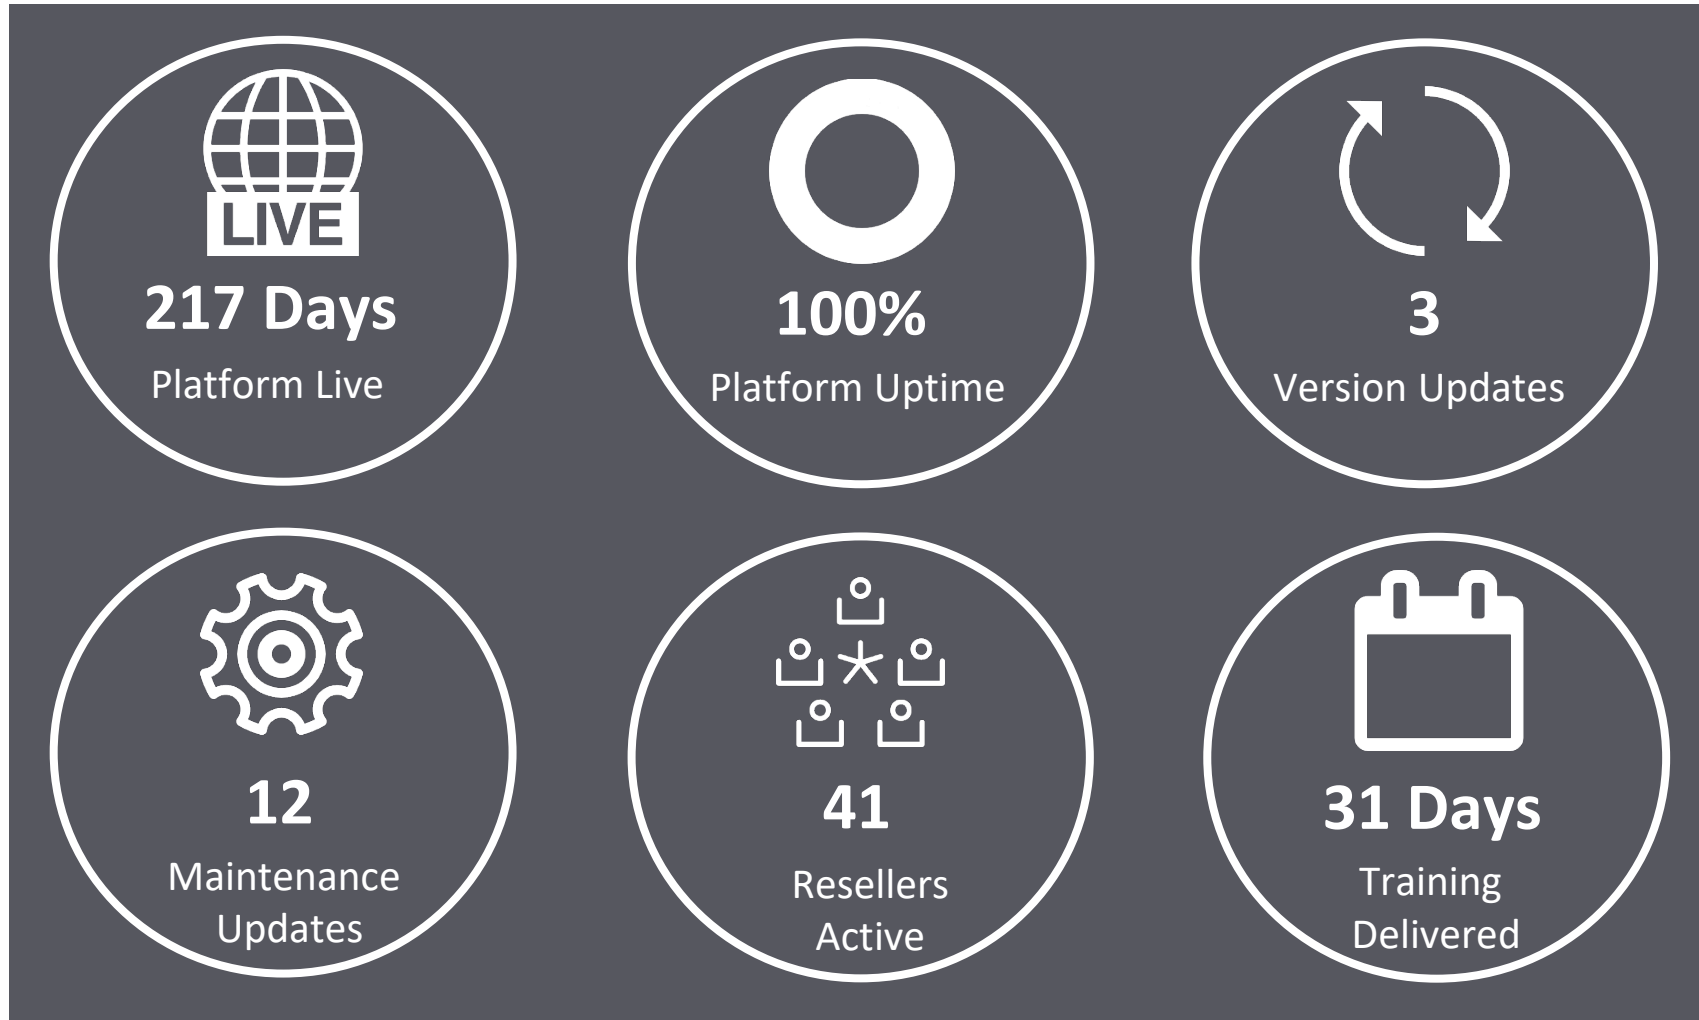 LIVE
217 Days
Platform Live
100%
Platform Uptime
3
Version Updates
12
Maintenance
Updates
41
Resellers
Active
31 Days
Training
Delivered